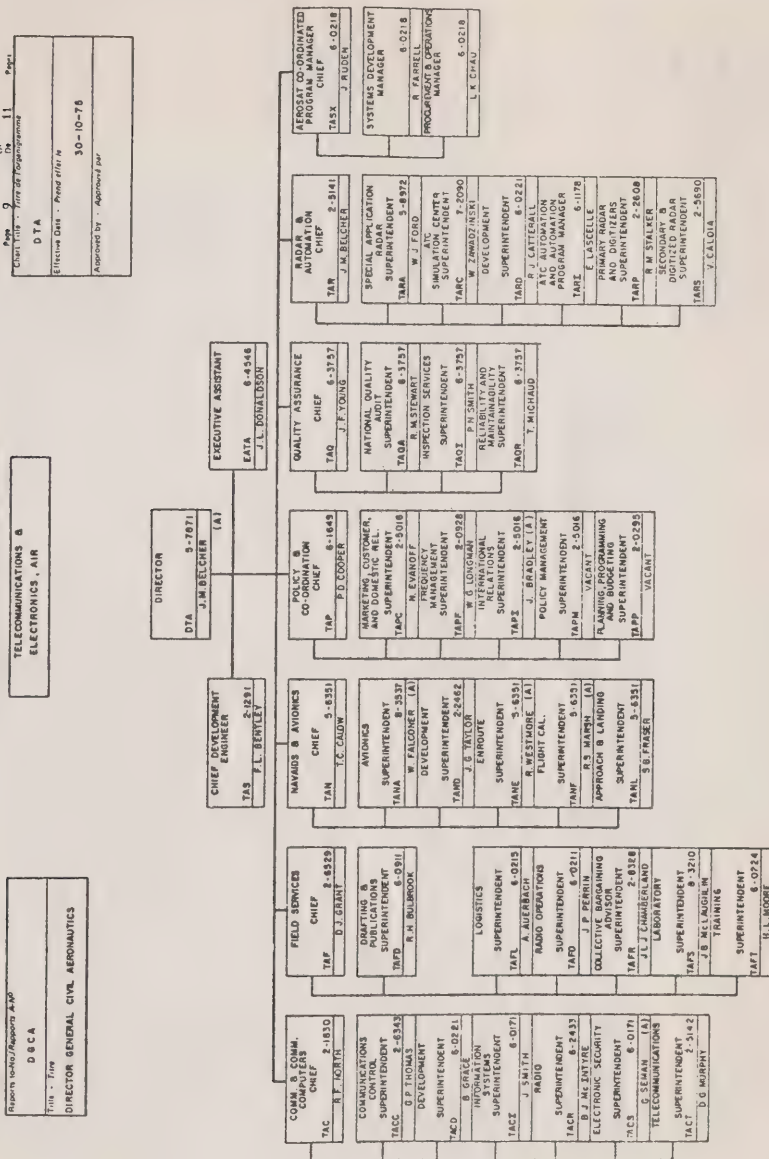 Reports to-No / Rapports A-No
DGCA
Title - Titre
DIRECTOR GENERAL CIVIL AERONAUTICS
TELECOMMUNICATIONS &
ELECTRONICS, AIR
Page 9 of De 11 Pages
Chart Title - Titre de l'organigramme
DTA
Effective Date - Prend effet le
30-10-78
Approved by - Approuvé par
DIRECTOR
DTA 5-7871
J.M. BELCHER (A)
CHIEF DEVELOPMENT
ENGINEER
TAS 2-1291
F.L. BENTLEY
EXECUTIVE ASSISTANT
EATA 6-4546
J.L. DONALDSON
COMM. & COMM.
COMPUTERS
CHIEF
TAC 2-1830
R.F. NORTH
COMMUNICATIONS
CONTROL
SUPERINTENDENT
TACC 2-6343
G.P. THOMAS
DEVELOPMENT
SUPERINTENDENT
TACD 6-0221
B GRACE
INFORMATION
SYSTEMS
SUPERINTENDENT
TACI 6-0171
J SMITH
RADIO
SUPERINTENDENT
TACR 6-2433
B J Mc INTYRE
ELECTRONIC SECURITY
SUPERINTENDENT
TACS 6-0171
G. SEMAN (A)
TELECOMMUNICATIONS
SUPERINTENDENT
TACT 2-5142
D G MURPHY
FIELD SERVICES
CHIEF
TAF 2-6529
D.J. GRANT
DRAFTING &
PUBLICATIONS
SUPERINTENDENT
TAFD 6-0911
R.H BULBROOK
LOGISTICS
SUPERINTENDENT
TAFL 6-0215
A. AUERBACH
RADIO OPERATIONS
SUPERINTENDENT
TAFO 6-0211
J P PERRIN
COLLECTIVE BARGAINING
ADVISOR
SUPERINTENDENT
TAFR 2-8328
J L J CHAMBERLAND
LABORATORY
SUPERINTENDENT
TAFS 8-3210
J B McLAUGHLIN
TRAINING
SUPERINTENDENT
TAFT 6-0724
H.L. MOORE
NAVAIDS & AVIONICS
CHIEF
TAN 5-6351
T.C. CALOW
AVIONICS
SUPERINTENDENT
TANA 8-3537
W FALCONER (A)
DEVELOPMENT
SUPERINTENDENT
TAND 2-2462
J.G TAYLOR
ENROUTE
SUPERINTENDENT
TANE 5-6351
R. WESTMORE (A)
FLIGHT CAL.
SUPERINTENDENT
TANF 5-6351
R.S MARSH (A)
APPROACH & LANDING
SUPERINTENDENT
TANL 5-6351
S B. FRASER
POLICY
&
CO-ORDINATION
CHIEF
TAP 6-1649
P.D. COOPER
MARKETING, CUSTOMER,
AND DOMESTIC REL.
SUPERINTENDENT
TAPC 2-5016
N. EVANOFF
FREQUENCY
MANAGEMENT
SUPERINTENDENT
TAPF 2-0928
W G LONGMAN
INTERNATIONAL
RELATIONS
SUPERINTENDENT
TAPI 2-5016
J. BRADLEY (A)
POLICY MANAGEMENT
SUPERINTENDENT
TAPM 2-5016
VACANT
PLANNING, PROGRAMMING
AND BUDGETING
SUPERINTENDENT
TAPP 2-0295
VACANT
QUALITY ASSURANCE
CHIEF
TAQ 6-3757
J.F. YOUNG
NATIONAL QUALITY
AUDIT
SUPERINTENDENT
TAQA 6-3757
R. M. STEWART
INSPECTION SERVICES
SUPERINTENDENT
TAQI 6-3757
P N SMITH
RELIABILITY AND
MAINTAINABILITY
SUPERINTENDENT
TAQR 6-3757
T. MICHAUD
RADAR &
AUTOMATION
CHIEF
TAR 2-5141
J. M. BELCHER
SPECIAL APPLICATION
RADAR
SUPERINTENDENT
TARA 5-8972
W J FORD
ATC
SIMULATION CENTER
SUPERINTENDENT
TARC 7-2090
W ZAWADZINSKI
DEVELOPMENT
SUPERINTENDENT
TARD 6-0221
R J CATTERALL
ATC AUTOMATION
AND AUTOMATION
PROGRAM MANAGER
TARI 6-1178
E LASCELLE
PRIMARY RADAR
AND DIGITIZERS
SUPERINTENDENT
TARP 2-2608
R M STALKER
SECONDARY &
DIGITIZED RADAR
SUPERINTENDENT
TARS 2-5690
V. CALOIA
AEROSAT CO-ORDINATED
PROGRAM MANAGER
CHIEF
TASX 6-0218
J RUDEN
SYSTEMS DEVELOPMENT
MANAGER
6-0218
R FARRELL
PROCUREMENT & OPERATIONS
MANAGER
6-0218
L K CHAU